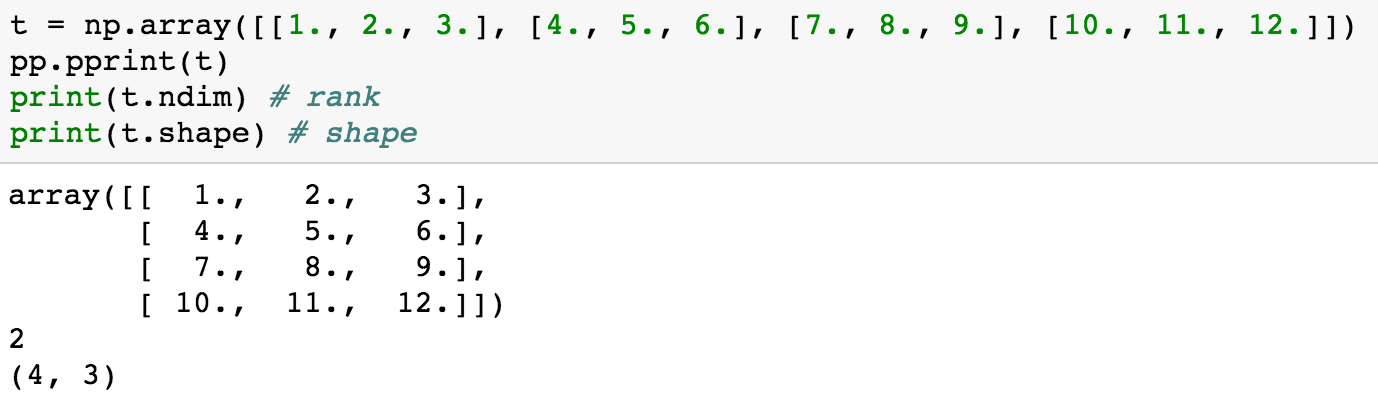 t = np.array([[1., 2., 3.], [4., 5., 6.], [7., 8., 9.], [10., 11., 12.]])
pp.pprint(t)
print(t.ndim) # rank
print(t.shape) # shape
array([[  1.,   2.,   3.],
       [  4.,   5.,   6.],
       [  7.,   8.,   9.],
       [ 10.,  11.,  12.]])
2
(4, 3)